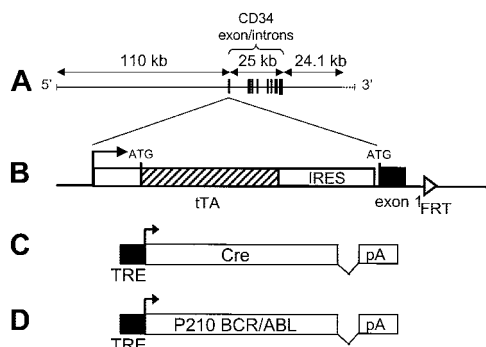 CD34
exon/introns
110 kb 25 kb 24.1 kb
A 5' 3'
ATG ATG
B IRES
tTA exon 1 FRT
C Cre pA
TRE
D P210 BCR/ABL pA
TRE